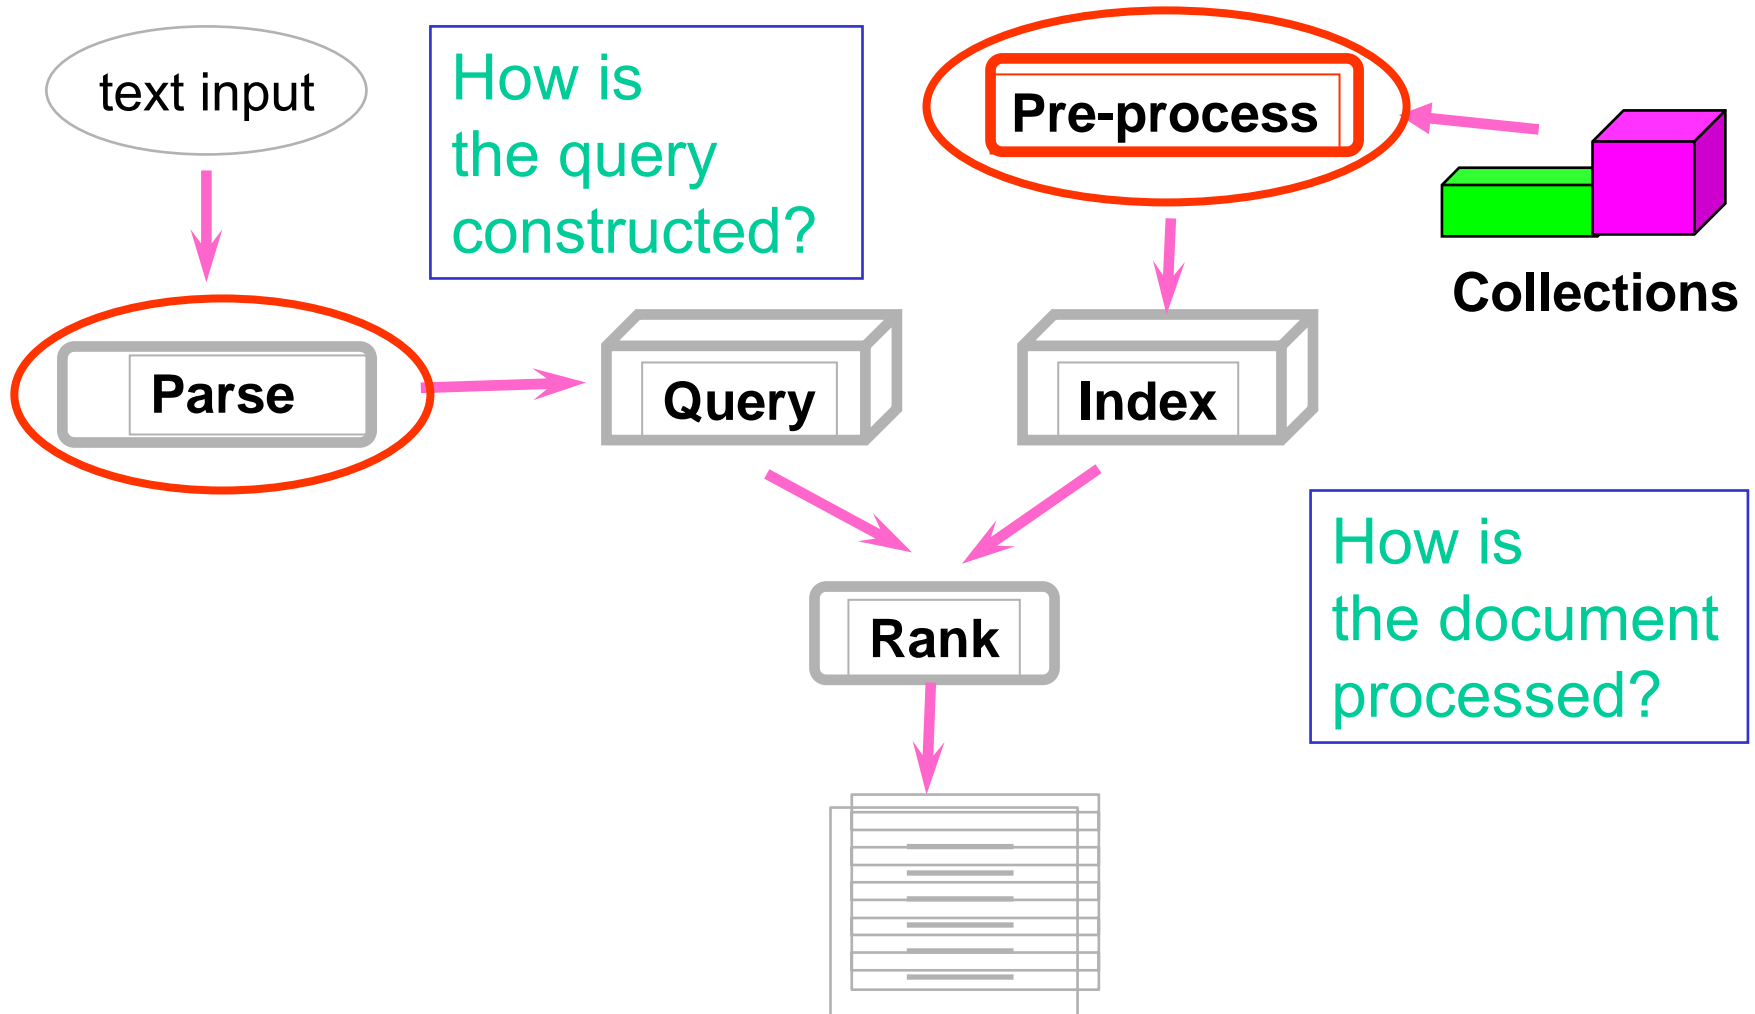 text input
How is
the query
constructed?
Pre-process
Collections
Parse
Query
Index
Rank
How is
the document
processed?